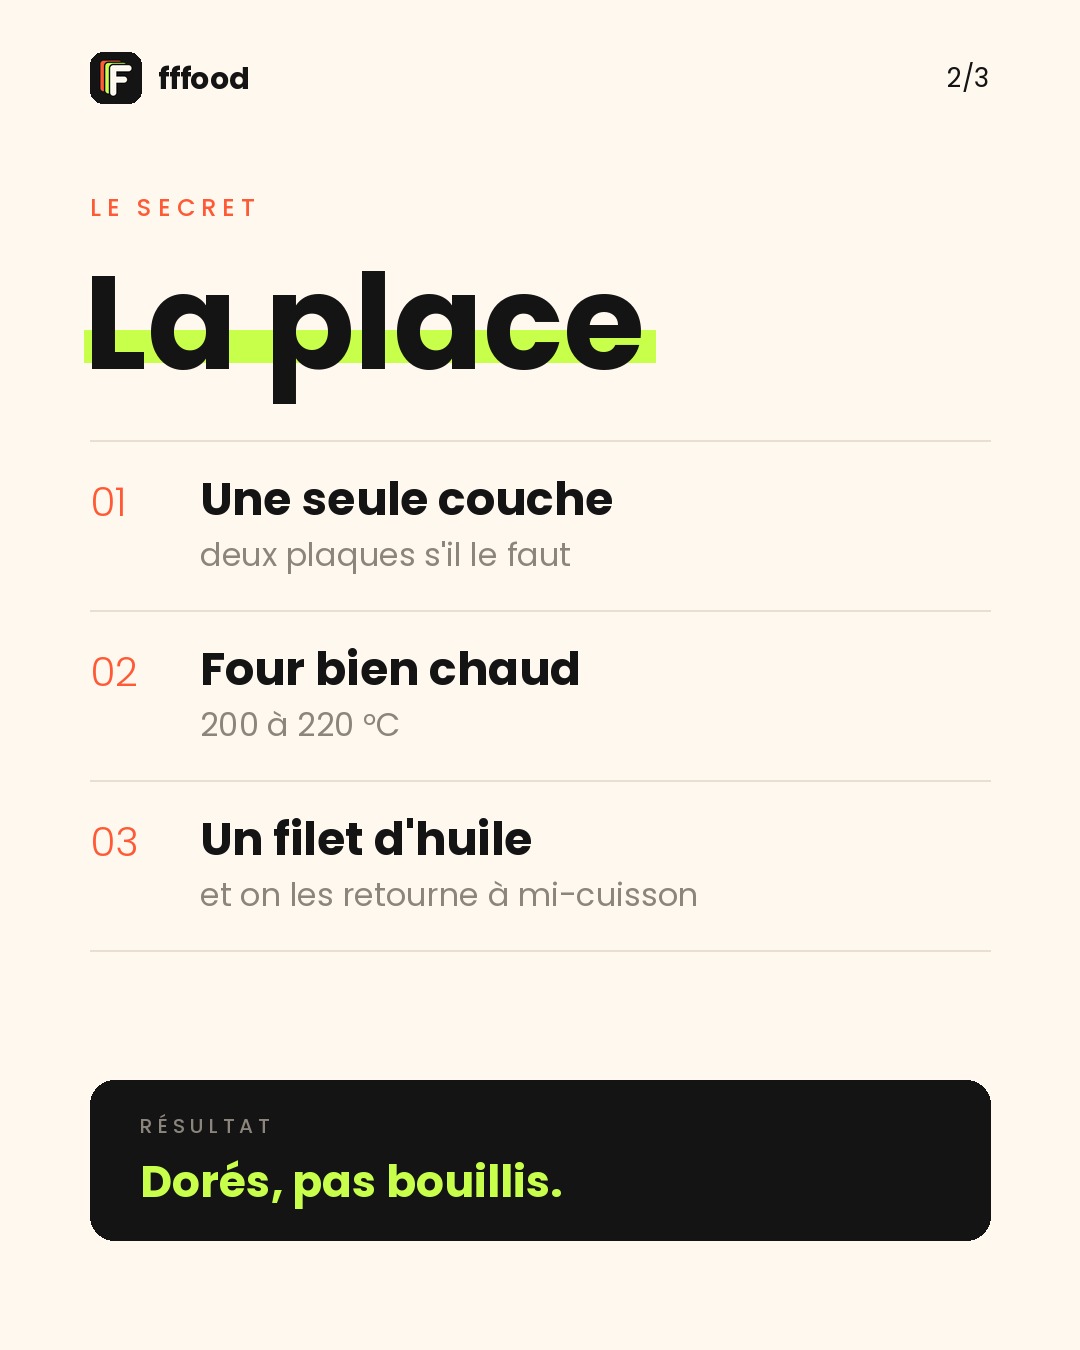 F fffood
2/3
LE SECRET
La place
01 Une seule couche
deux plaques s'il le faut
02 Four bien chaud
200 à 220 °C
03 Un filet d'huile
et on les retourne à mi-cuisson
RÉSULTAT
Dorés, pas bouillis.